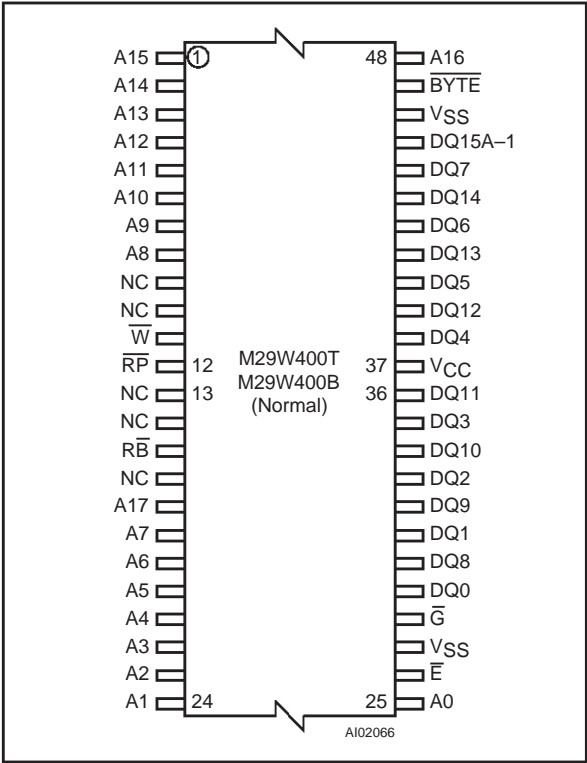 A15 1 48 A16
A14 B̅Y̅T̅E̅
A13 VSS
A12 DQ15A–1
A11 DQ7
A10 DQ14
A9 DQ6
A8 DQ13
NC DQ5
NC DQ12
W̅ DQ4
R̅P̅ 12 M29W400T 37 VCC
NC 13 M29W400B 36 DQ11
(Normal)
NC DQ3
RB̅ DQ10
NC DQ2
A17 DQ9
A7 DQ1
A6 DQ8
A5 DQ0
A4 G̅
A3 VSS
A2 E̅
A1 24 25 A0
AI02066